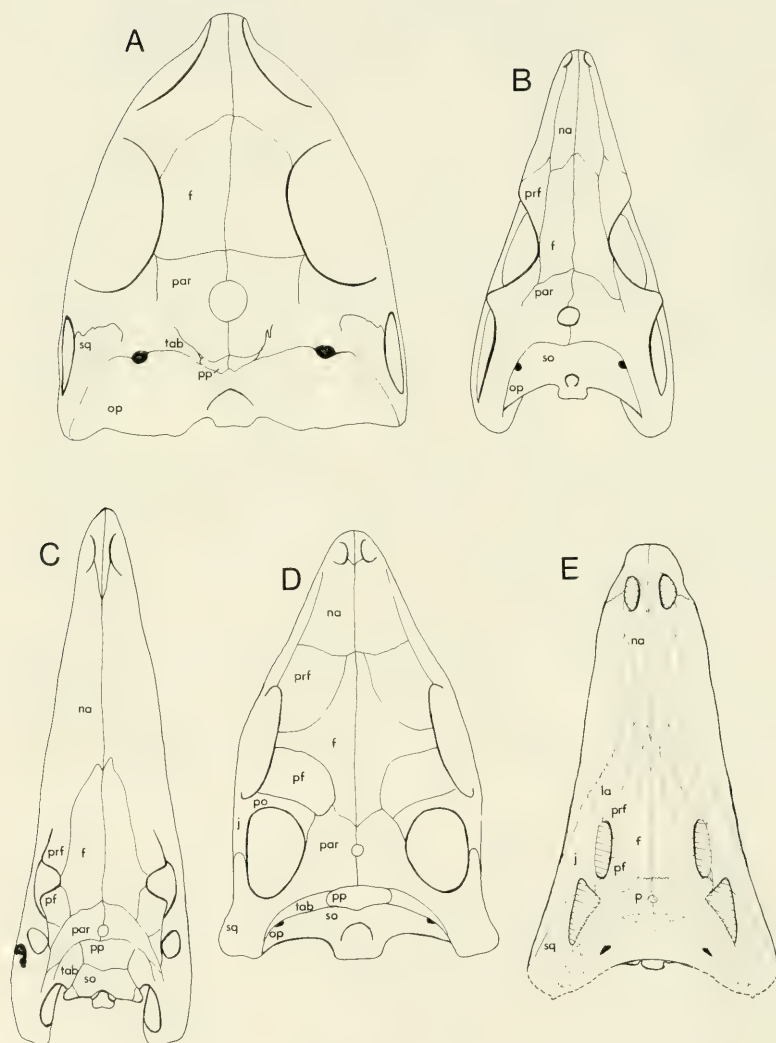 A
f
par
sq
tab
pp
op
B
na
prf
f
par
so
op
C
na
prf
f
pf
par
pp
tab
so
D
na
prf
f
pf
po
j
par
pp
tab
so
sq
op
E
na
la
prf
f
j
pf
p
sq